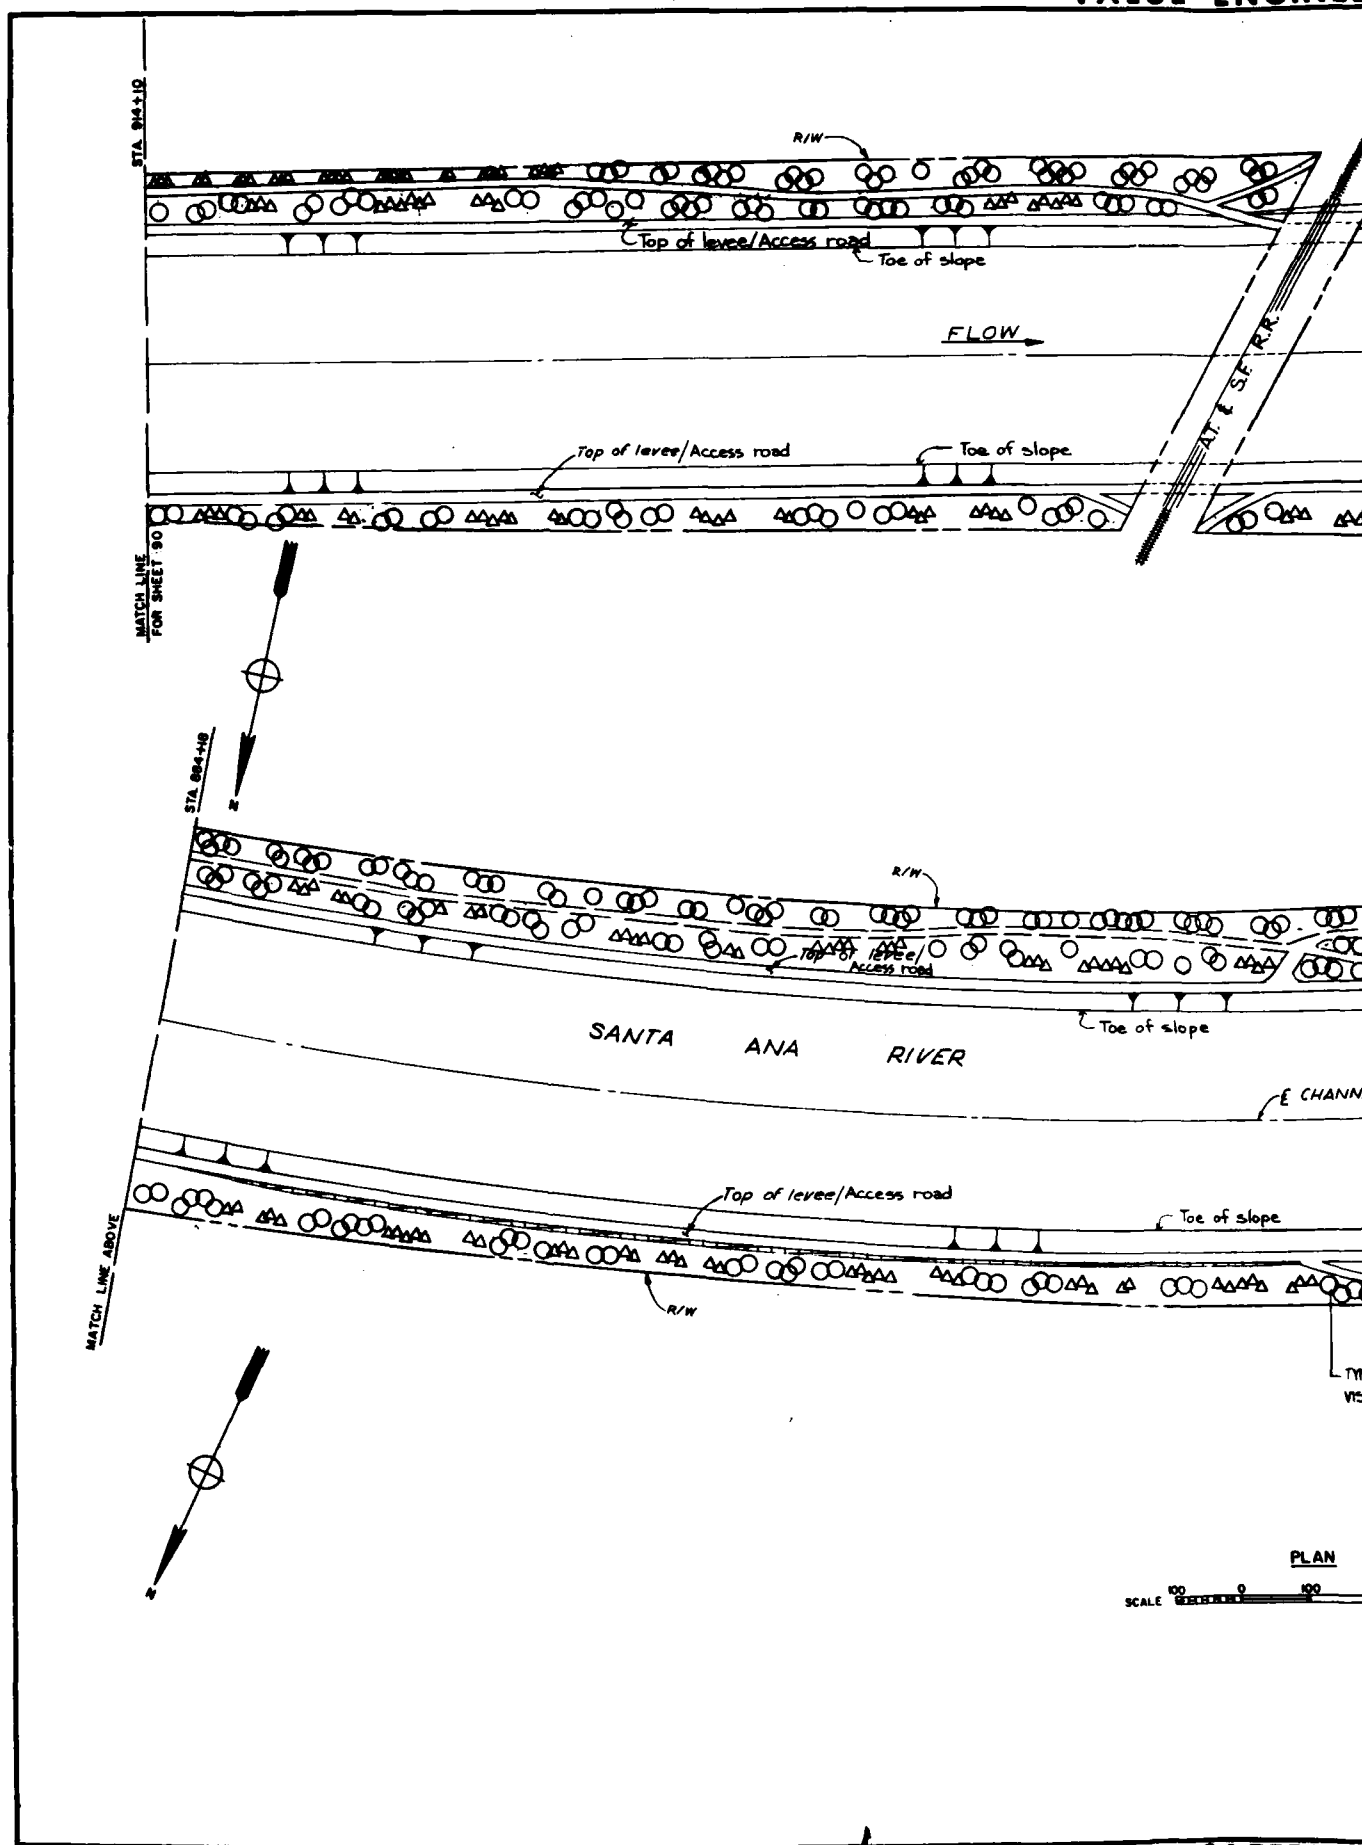 STA. 914+10
R/W
Top of levee/Access road
Toe of slope
FLOW
A.T. & S.F. R.R.
Top of levee/Access road
Toe of slope
MATCH LINE
FOR SHEET 90
N
STA. 884+18
R/W
Top of levee/
Access road
Toe of slope
SANTA ANA RIVER
℄ CHANN
Top of levee/Access road
Toe of slope
MATCH LINE ABOVE
R/W
N
PLAN
SCALE 100 0 100